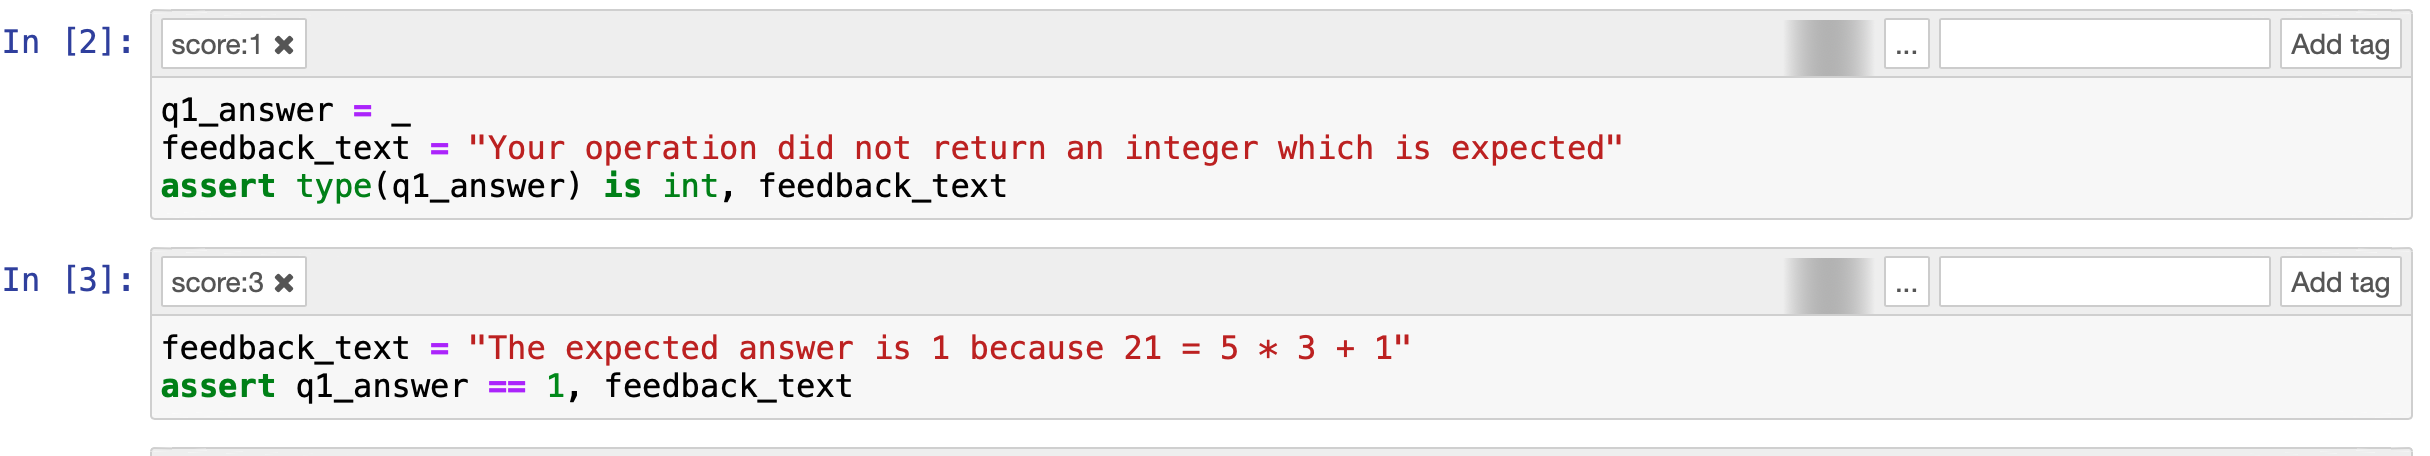 In [2]:
score:1 ✖ ... Add tag
q1_answer = _
feedback_text = "Your operation did not return an integer which is expected"
assert type(q1_answer) is int, feedback_text
In [3]:
score:3 ✖ ... Add tag
feedback_text = "The expected answer is 1 because 21 = 5 * 3 + 1"
assert q1_answer == 1, feedback_text